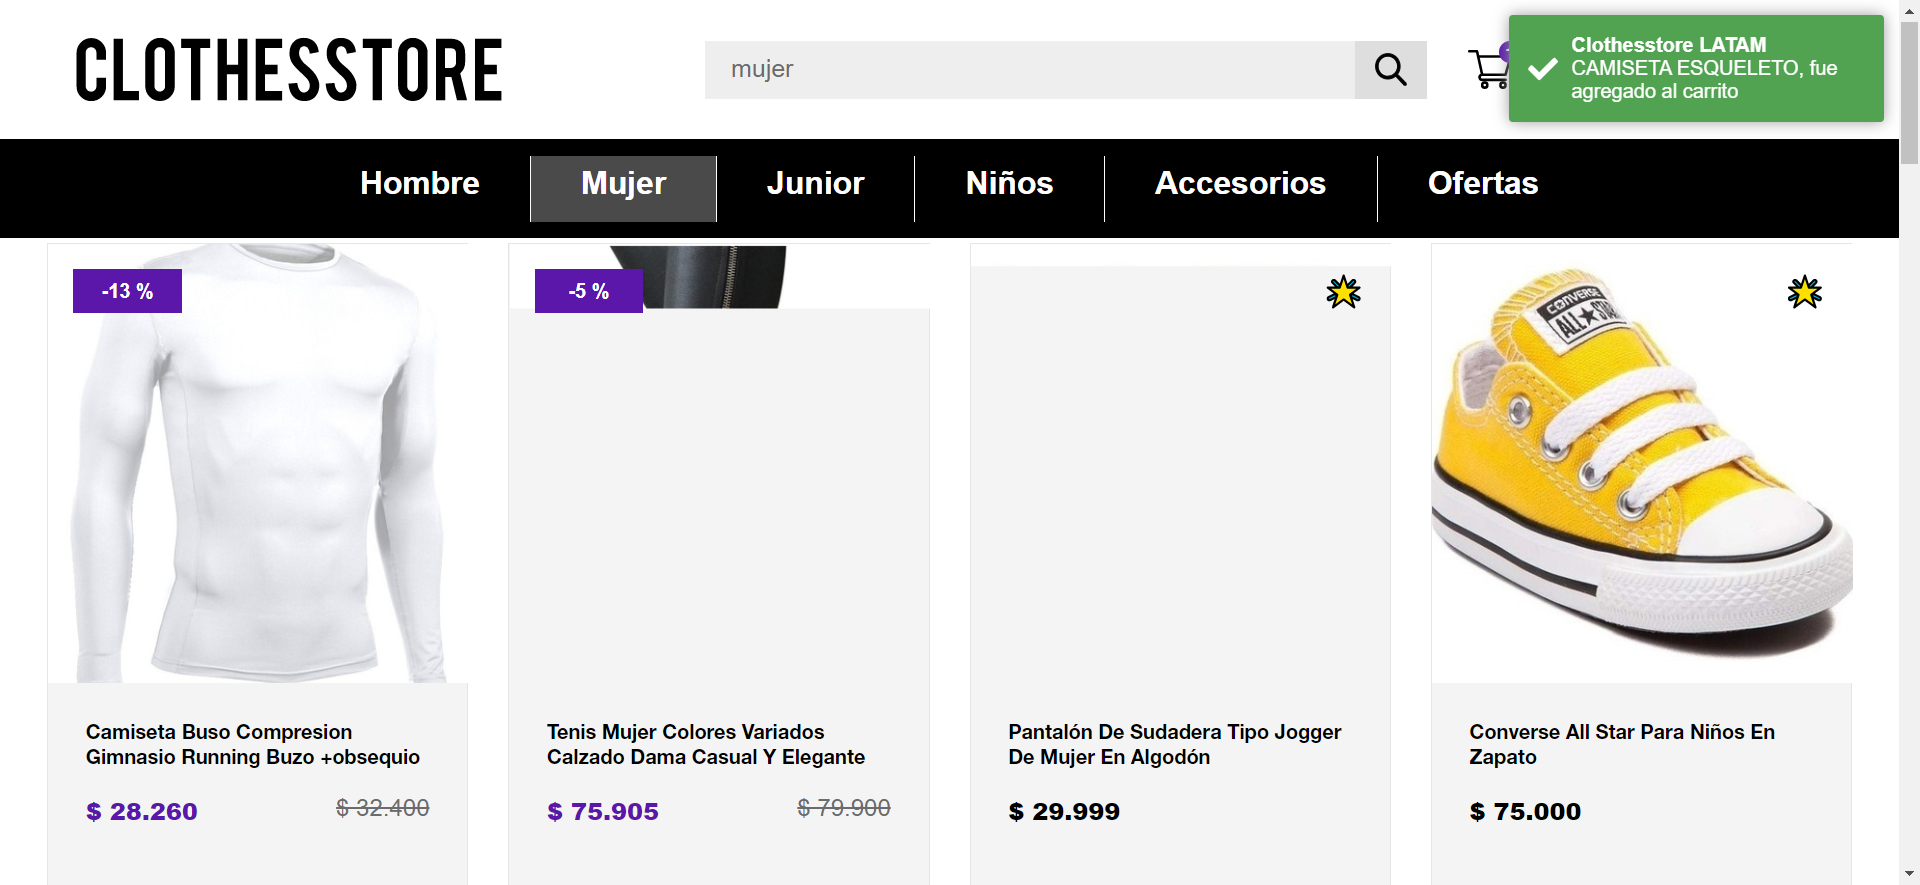 CLOTHESSTORE
mujer
Clothesstore LATAM
CAMISETA ESQUELETO, fue
agregado al carrito
Hombre
Mujer
Junior
Niños
Accesorios
Ofertas
-13 %
-5 %
CONVERSE
ALL STAR
Camiseta Buso Compresion
Gimnasio Running Buzo +obsequio
$ 28.260
$ 32.400
Tenis Mujer Colores Variados
Calzado Dama Casual Y Elegante
$ 75.905
$ 79.900
Pantalón De Sudadera Tipo Jogger
De Mujer En Algodón
$ 29.999
Converse All Star Para Niños En
Zapato
$ 75.000